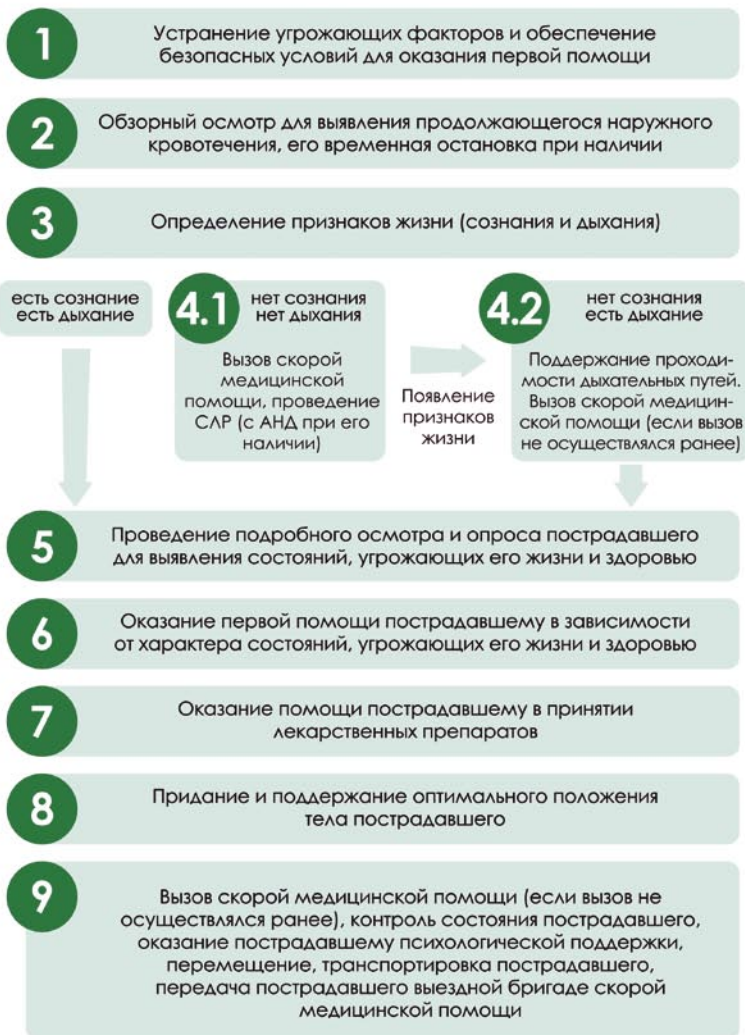 1
Устранение угрожающих факторов и обеспечение
безопасных условий для оказания первой помощи
2
Обзорный осмотр для выявления продолжающегося наружного
кровотечения, его временная остановка при наличии
3
Определение признаков жизни (сознания и дыхания)
есть сознание
есть дыхание
4.1
нет сознания
нет дыхания
Вызов скорой
медицинской
помощи, проведение
СЛР (с АНД при его
наличии)
Появление
признаков
жизни
4.2
нет сознания
есть дыхание
Поддержание проходи-
мости дыхательных путей.
Вызов скорой медицин-
ской помощи (если вызов
не осуществлялся ранее)
5
Проведение подробного осмотра и опроса пострадавшего
для выявления состояний, угрожающих его жизни и здоровью
6
Оказание первой помощи пострадавшему в зависимости
от характера состояний, угрожающих его жизни и здоровью
7
Оказание помощи пострадавшему в принятии
лекарственных препаратов
8
Придание и поддержание оптимального положения
тела пострадавшего
9
Вызов скорой медицинской помощи (если вызов не
осуществлялся ранее), контроль состояния пострадавшего,
оказание пострадавшему психологической поддержки,
перемещение, транспортировка пострадавшего,
передача пострадавшего выездной бригаде скорой
медицинской помощи